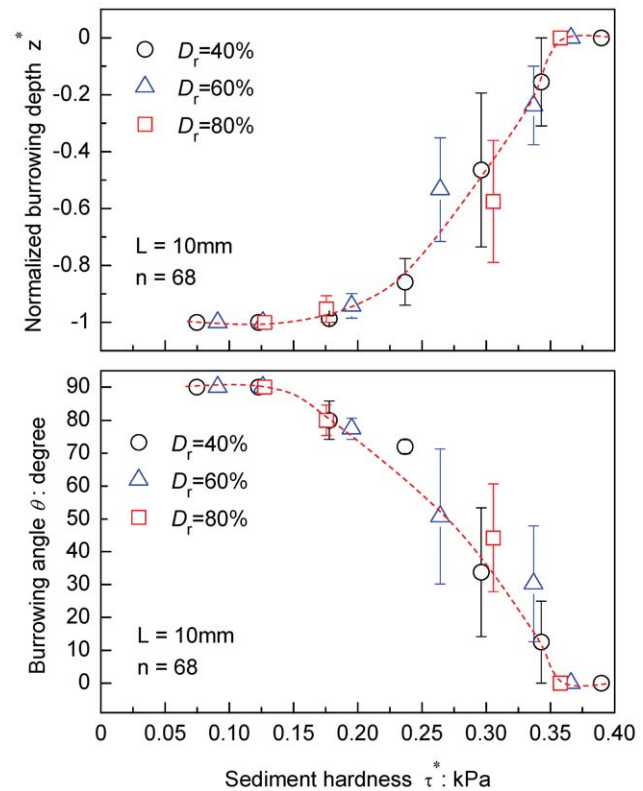 Normalized burrowing depth z*
0
-0.2
-0.4
-0.6
-0.8
-1
Dr=40%
Dr=60%
Dr=80%
L = 10mm
n = 68
Burrowing angle θ : degree
90
80
70
60
50
40
30
20
10
0
Dr=40%
Dr=60%
Dr=80%
L = 10mm
n = 68
0 0.05 0.10 0.15 0.20 0.25 0.30 0.35 0.40
Sediment hardness τ* : kPa